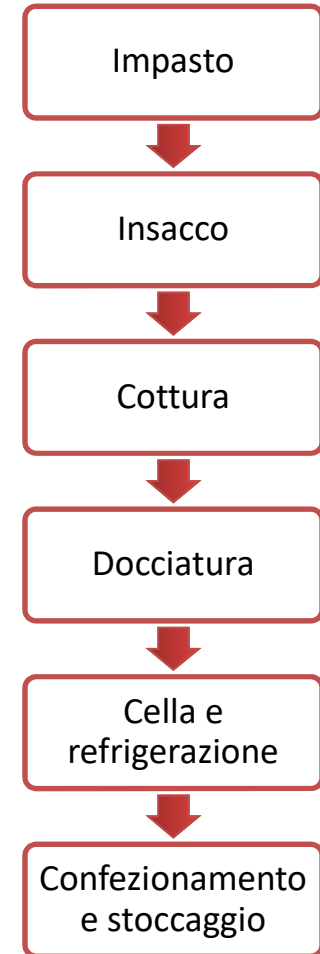 Impasto
Insacco
Cottura
Docciatura
Cella e
refrigerazione
Confezionamento
e stoccaggio